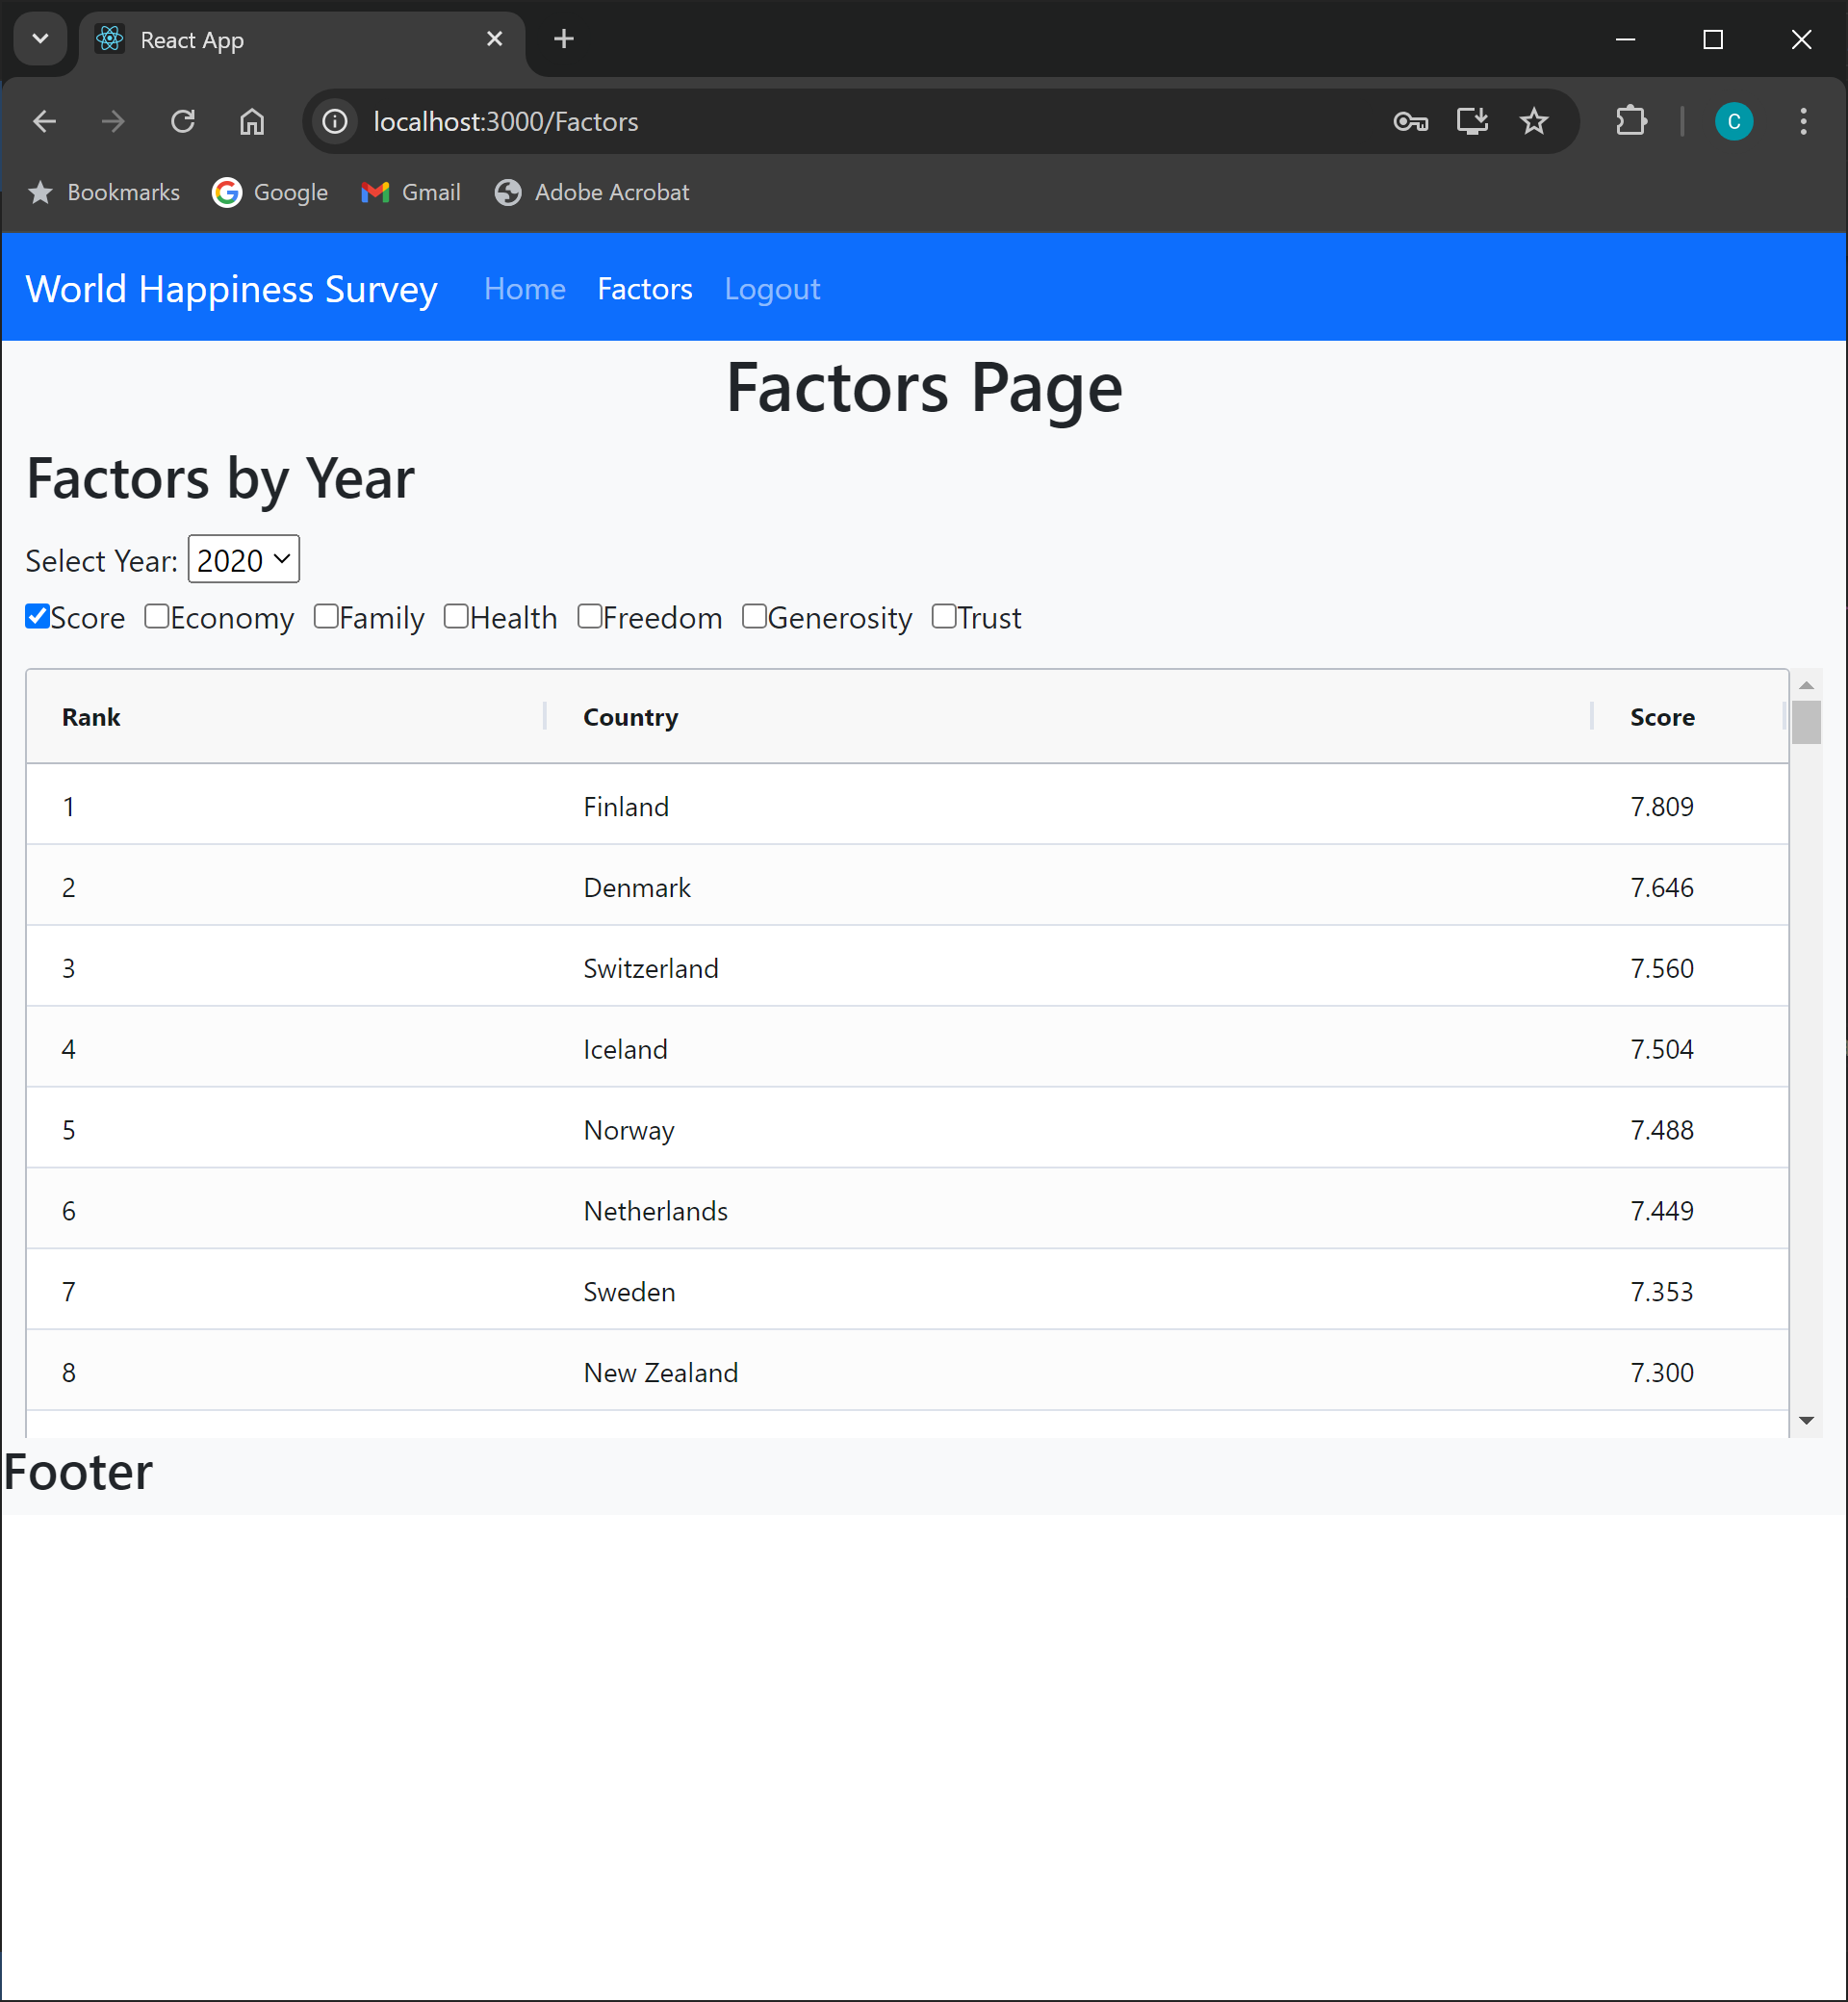 React App
localhost:3000/Factors
C
Bookmarks Google Gmail Adobe Acrobat
World Happiness Survey Home Factors Logout
Factors Page
Factors by Year
Select Year: 2020
Score Economy Family Health Freedom Generosity Trust
Rank Country Score
1 Finland 7.809
2 Denmark 7.646
3 Switzerland 7.560
4 Iceland 7.504
5 Norway 7.488
6 Netherlands 7.449
7 Sweden 7.353
8 New Zealand 7.300
Footer